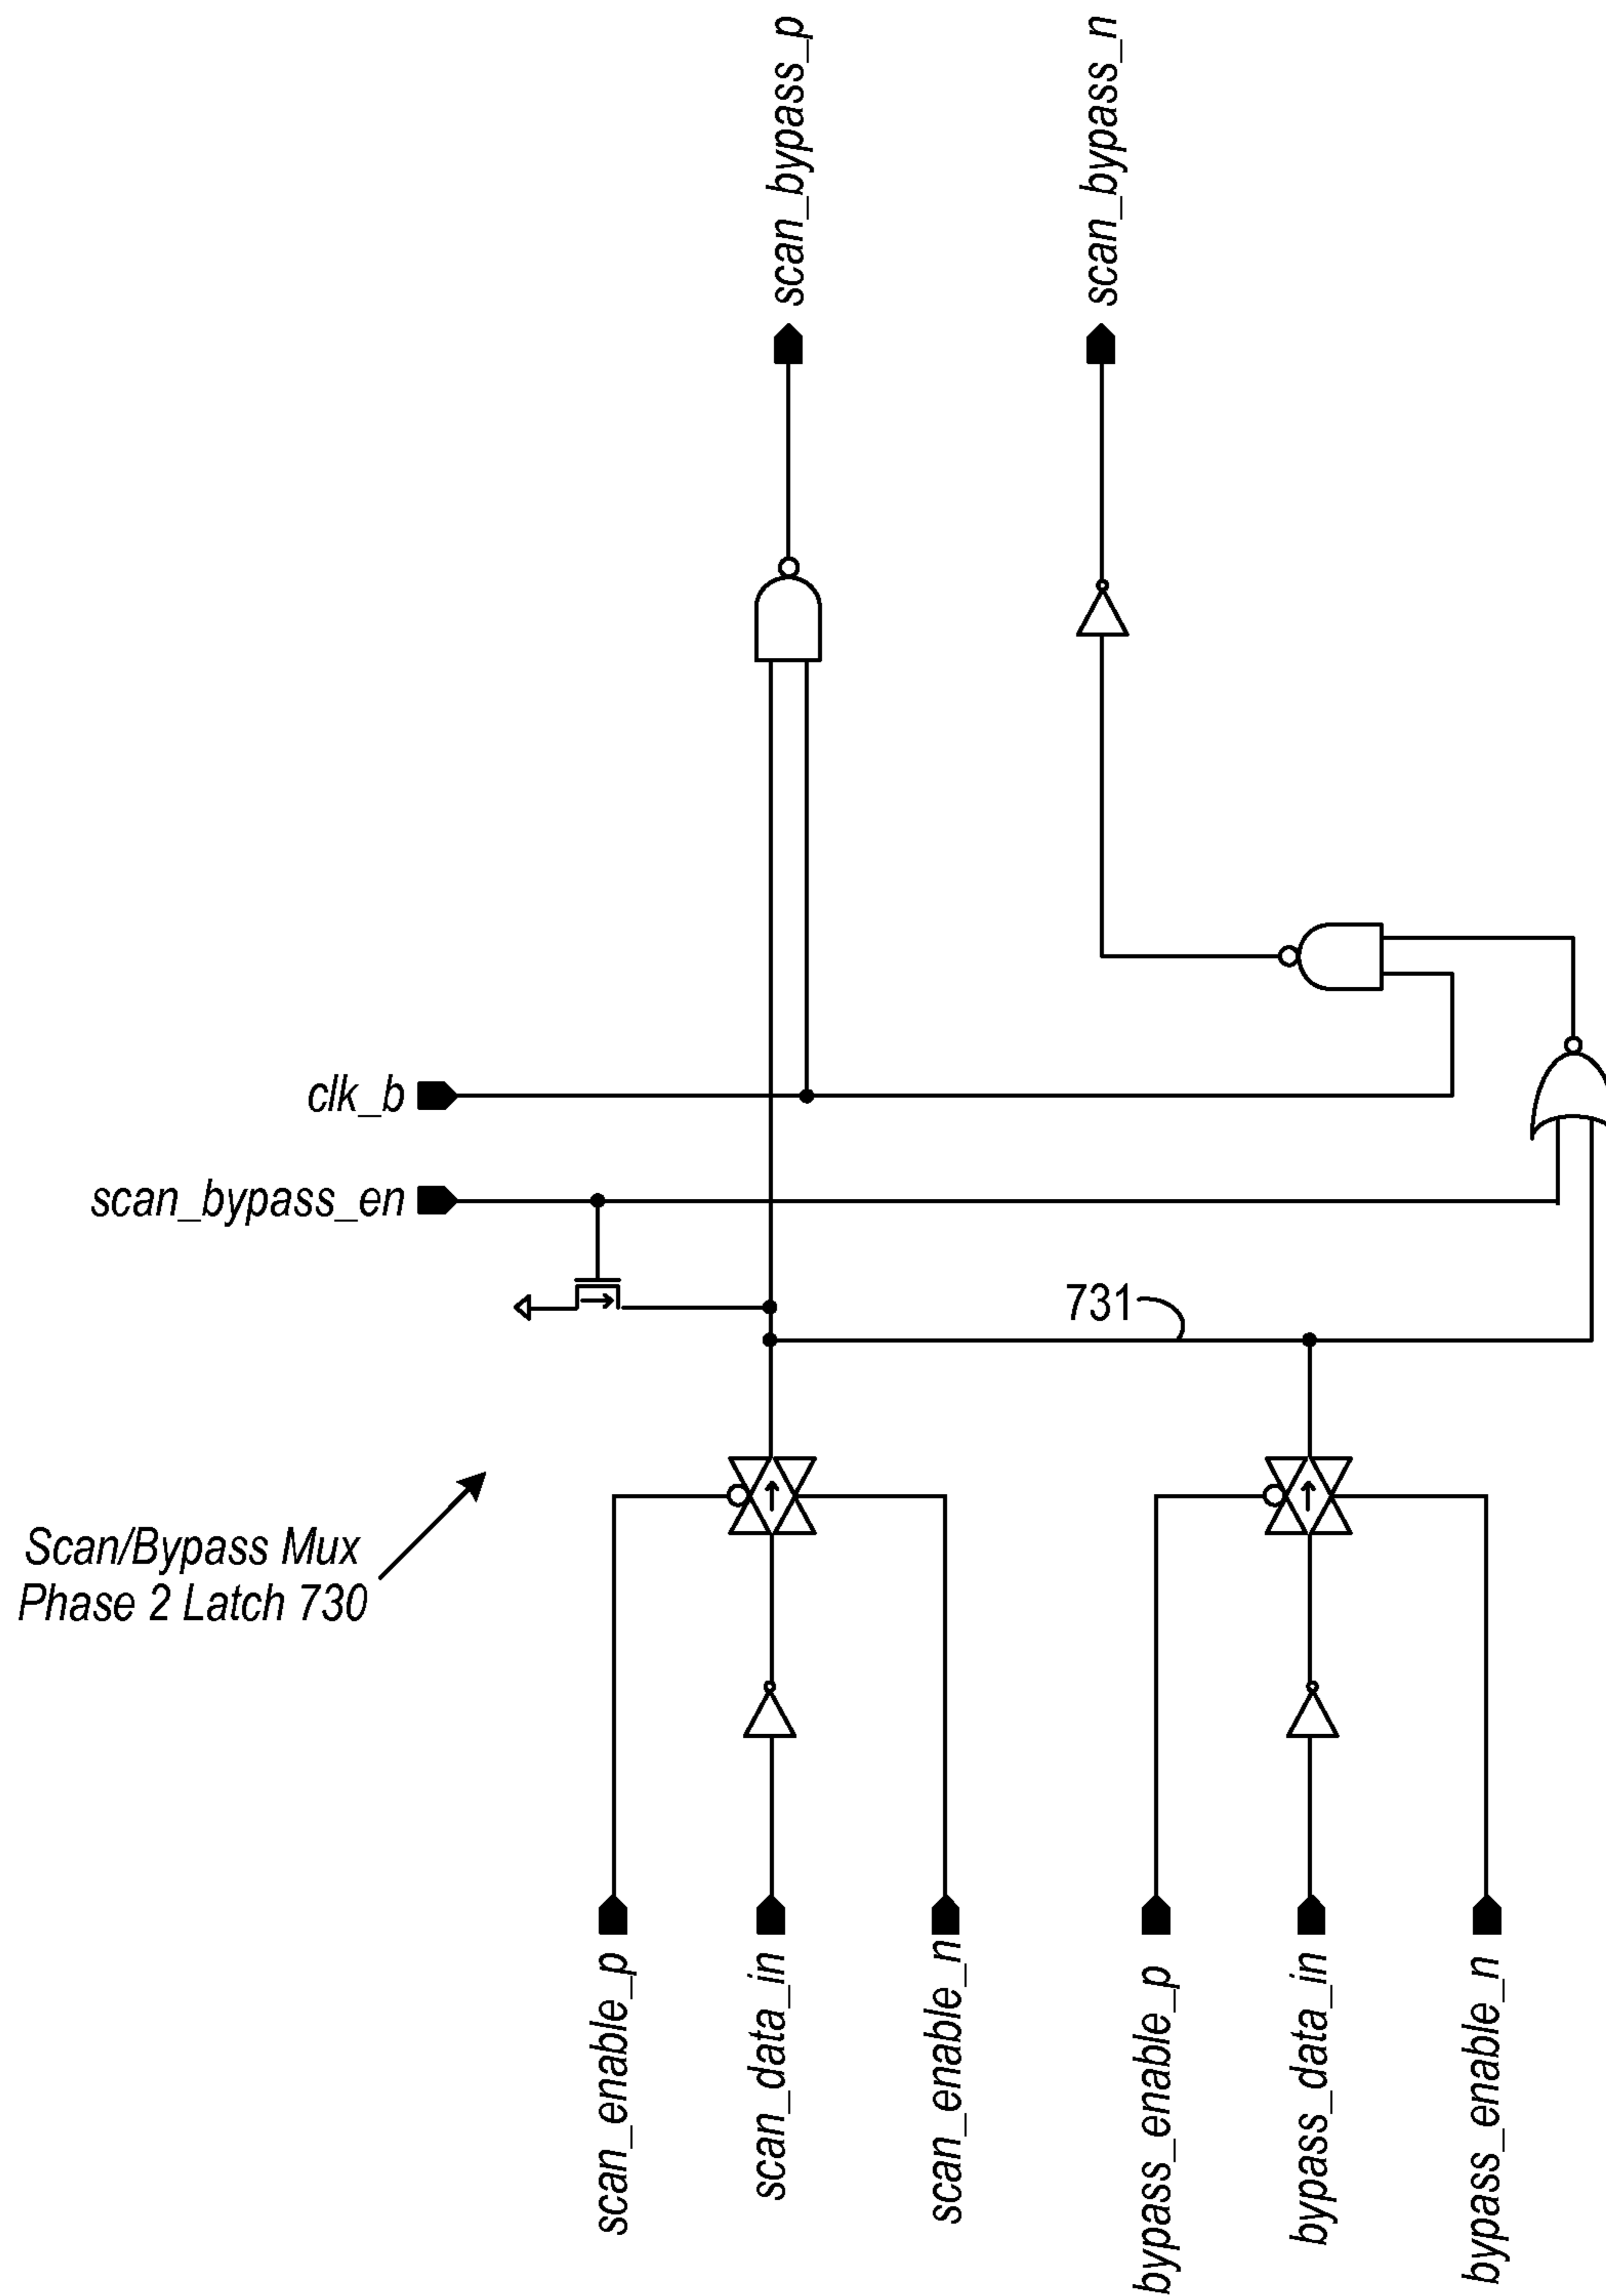 scan_bypass_p
scan_bypass_n
clk_b
scan_bypass_en
731
Scan/Bypass Mux
Phase 2 Latch 730
scan_enable_p
scan_data_in
scan_enable_n
bypass_enable_p
bypass_data_in
bypass_enable_n